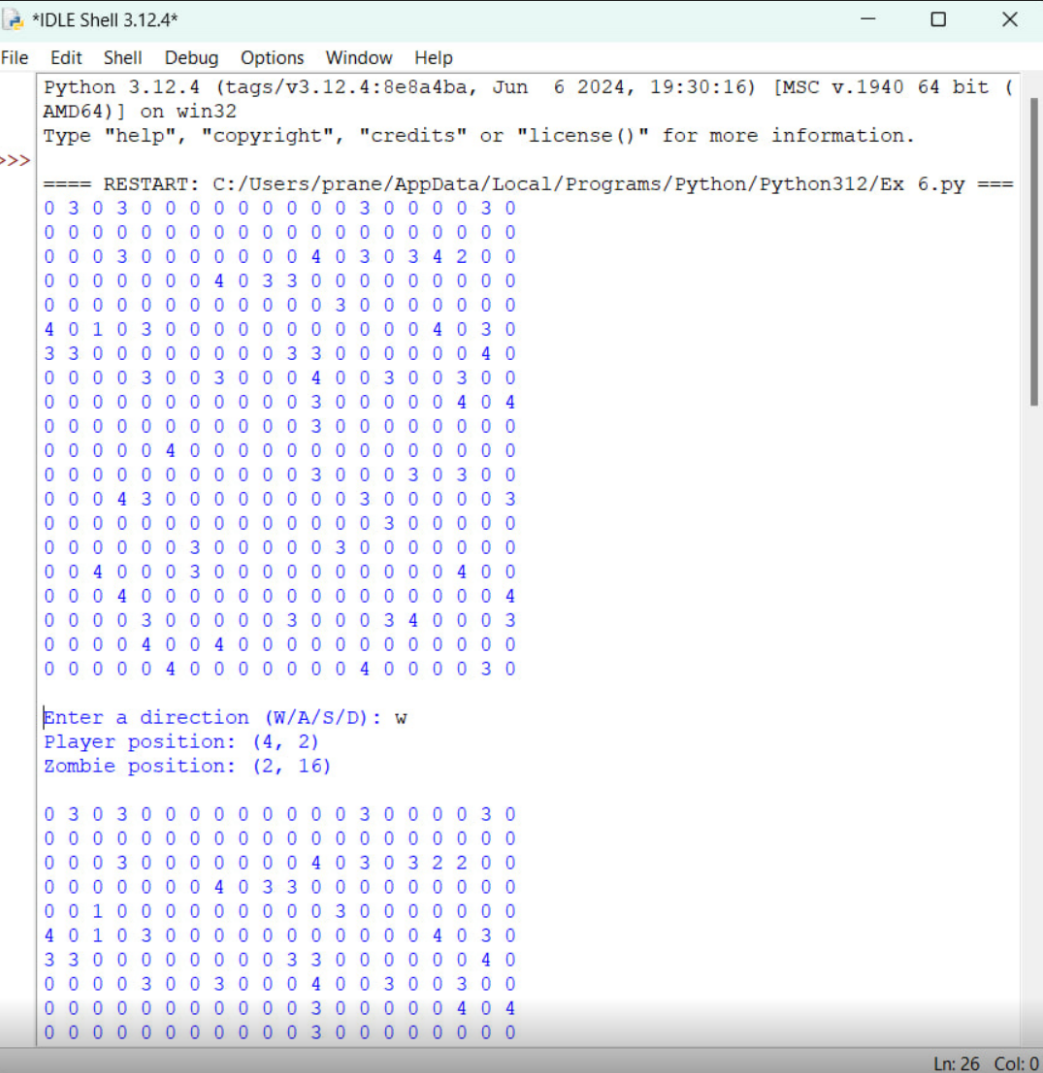 *IDLE Shell 3.12.4*
File Edit Shell Debug Options Window Help
Python 3.12.4 (tags/v3.12.4:8e8a4ba, Jun  6 2024, 19:30:16) [MSC v.1940 64 bit (
AMD64)] on win32
Type "help", "copyright", "credits" or "license()" for more information.
>>>
==== RESTART: C:/Users/prane/AppData/Local/Programs/Python/Python312/Ex 6.py ===
0 3 0 3 0 0 0 0 0 0 0 0 0 3 0 0 0 0 3 0
0 0 0 0 0 0 0 0 0 0 0 0 0 0 0 0 0 0 0 0
0 0 0 3 0 0 0 0 0 0 0 4 0 3 0 3 4 2 0 0
0 0 0 0 0 0 0 4 0 3 3 0 0 0 0 0 0 0 0 0
0 0 0 0 0 0 0 0 0 0 0 0 3 0 0 0 0 0 0 0
4 0 1 0 3 0 0 0 0 0 0 0 0 0 0 0 4 0 3 0
3 3 0 0 0 0 0 0 0 0 3 3 0 0 0 0 0 0 4 0
0 0 0 0 3 0 0 3 0 0 0 4 0 0 3 0 0 3 0 0
0 0 0 0 0 0 0 0 0 0 0 3 0 0 0 0 0 4 0 4
0 0 0 0 0 0 0 0 0 0 0 3 0 0 0 0 0 0 0 0
0 0 0 0 0 4 0 0 0 0 0 0 0 0 0 0 0 0 0 0
0 0 0 0 0 0 0 0 0 0 0 3 0 0 0 3 0 3 0 0
0 0 0 4 3 0 0 0 0 0 0 0 0 3 0 0 0 0 0 3
0 0 0 0 0 0 0 0 0 0 0 0 0 0 3 0 0 0 0 0
0 0 0 0 0 0 3 0 0 0 0 0 3 0 0 0 0 0 0 0
0 0 4 0 0 0 3 0 0 0 0 0 0 0 0 0 0 4 0 0
0 0 0 4 0 0 0 0 0 0 0 0 0 0 0 0 0 0 0 4
0 0 0 0 3 0 0 0 0 0 3 0 0 0 3 4 0 0 0 3
0 0 0 0 4 0 0 4 0 0 0 0 0 0 0 0 0 0 0 0
0 0 0 0 0 4 0 0 0 0 0 0 0 4 0 0 0 0 3 0
Enter a direction (W/A/S/D): w
Player position: (4, 2)
Zombie position: (2, 16)
0 3 0 3 0 0 0 0 0 0 0 0 0 3 0 0 0 0 3 0
0 0 0 0 0 0 0 0 0 0 0 0 0 0 0 0 0 0 0 0
0 0 0 3 0 0 0 0 0 0 0 4 0 3 0 3 2 2 0 0
0 0 0 0 0 0 0 4 0 3 3 0 0 0 0 0 0 0 0 0
0 0 1 0 0 0 0 0 0 0 0 0 3 0 0 0 0 0 0 0
4 0 1 0 3 0 0 0 0 0 0 0 0 0 0 0 4 0 3 0
3 3 0 0 0 0 0 0 0 0 3 3 0 0 0 0 0 0 4 0
0 0 0 0 3 0 0 3 0 0 0 4 0 0 3 0 0 3 0 0
0 0 0 0 0 0 0 0 0 0 0 3 0 0 0 0 0 4 0 4
0 0 0 0 0 0 0 0 0 0 0 3 0 0 0 0 0 0 0 0
Ln: 26 Col: 0